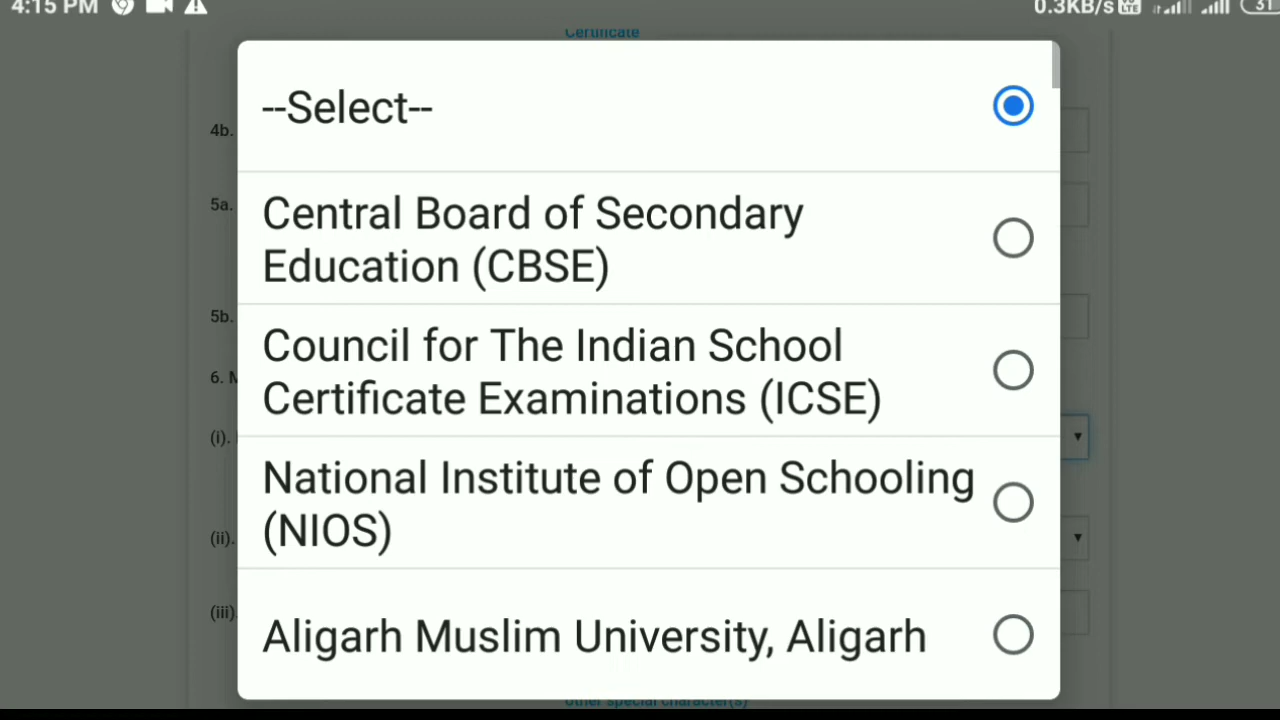 4:15 PM 0.3KB/s VoLTE 31
Certificate
--Select--
4b.
Central Board of Secondary
5a.
Education (CBSE)
5b.
Council for The Indian School
6. M
Certificate Examinations (ICSE)
(i).
National Institute of Open Schooling
(NIOS)
(ii).
(iii).
Aligarh Muslim University, Aligarh
other special character(s)